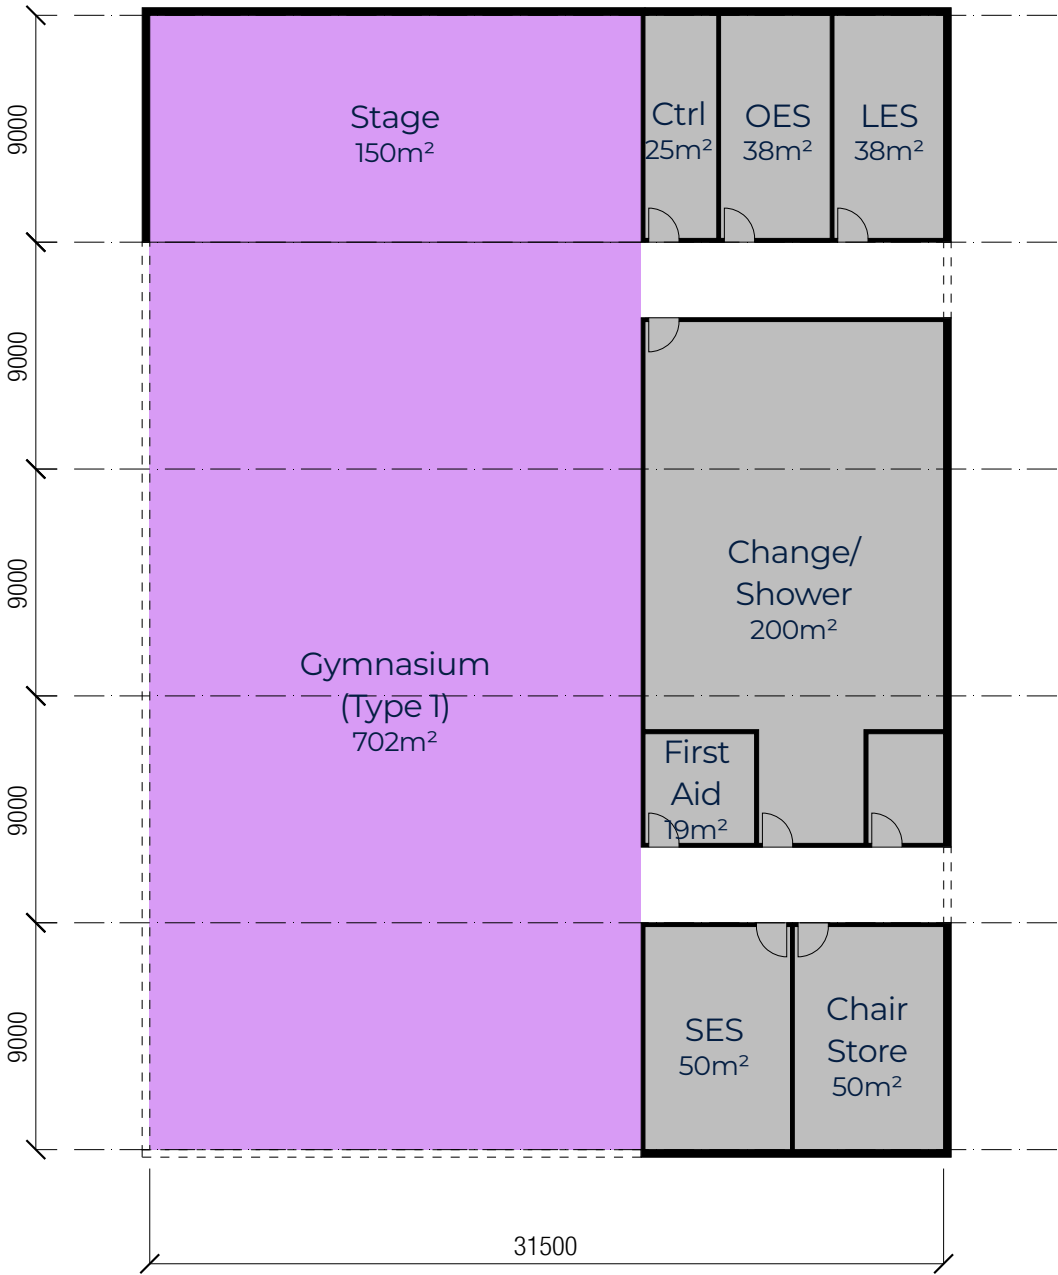 Stage
150m²
Ctrl
25m²
OES
38m²
LES
38m²
9000
9000
Change/
Shower
200m²
9000
Gymnasium
(Type 1)
702m²
First
Aid
19m²
9000
SES
50m²
Chair
Store
50m²
9000
31500